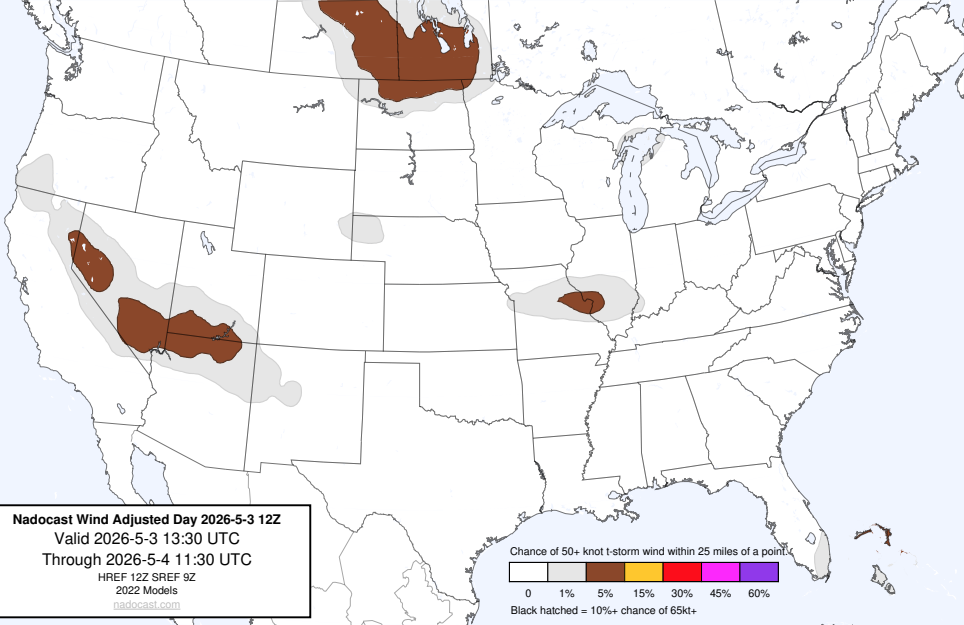 Nadocast Wind Adjusted Day 2026-5-3 12Z
Valid 2026-5-3 13:30 UTC
Through 2026-5-4 11:30 UTC
HREF 12Z SREF 9Z
2022 Models
nadocast.com
Chance of 50+ knot t-storm wind within 25 miles of a point.
0 1% 5% 15% 30% 45% 60%
Black hatched = 10%+ chance of 65kt+